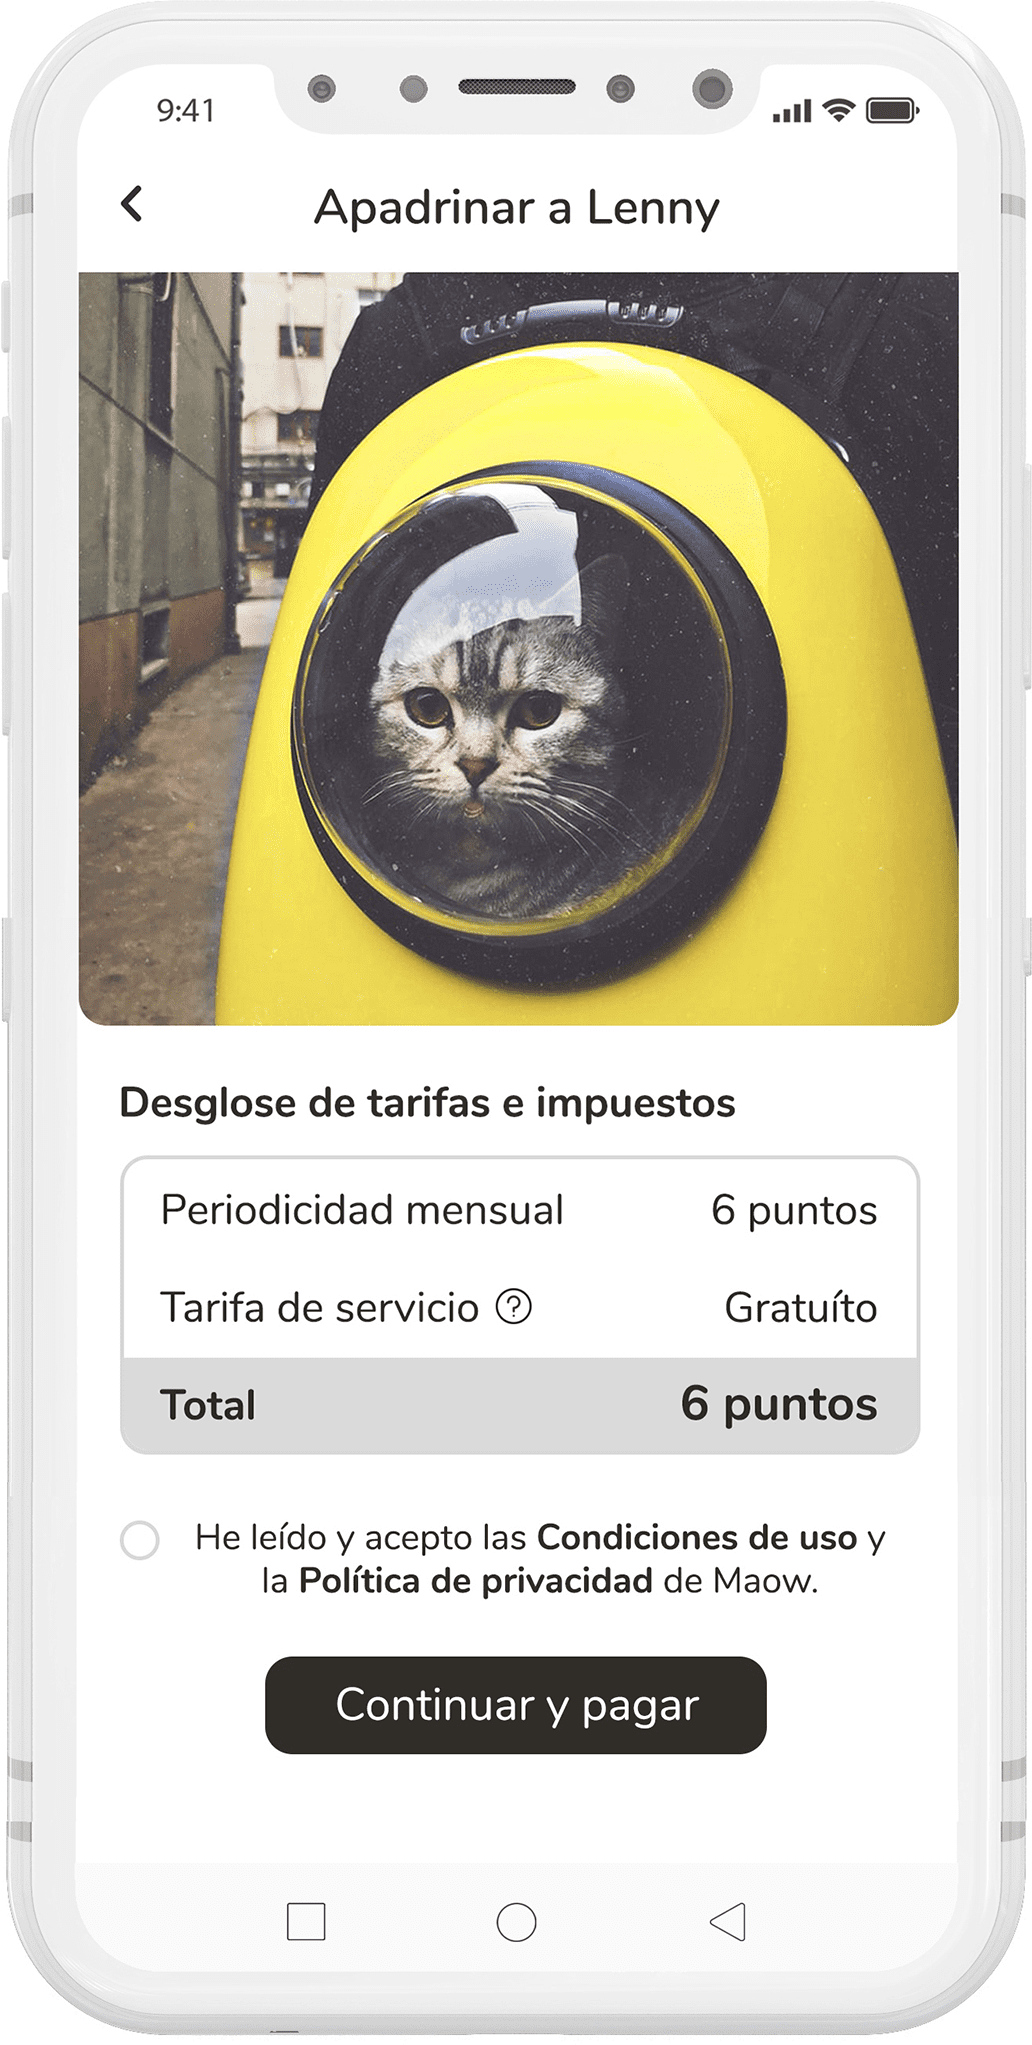 9:41
Apadrinar a Lenny
Desglose de tarifas e impuestos
Periodicidad mensual 6 puntos
Tarifa de servicio ? Gratuíto
Total 6 puntos
He leído y acepto las Condiciones de uso y
la Política de privacidad de Maow.
Continuar y pagar